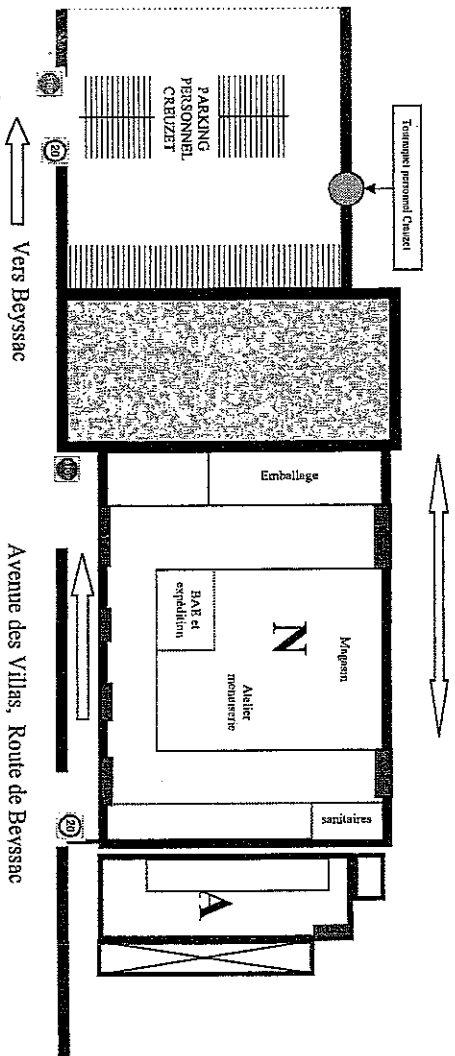 Tourniquet personnel Creuzet
PARKING
PERSONNEL
CREUZET
Emballage
Magasin
N
Atelier
menuiserie
BAE et
expédition
sanitaires
A
20
20
Vers Beyssac
Avenue des Villas, Route de Beyssac